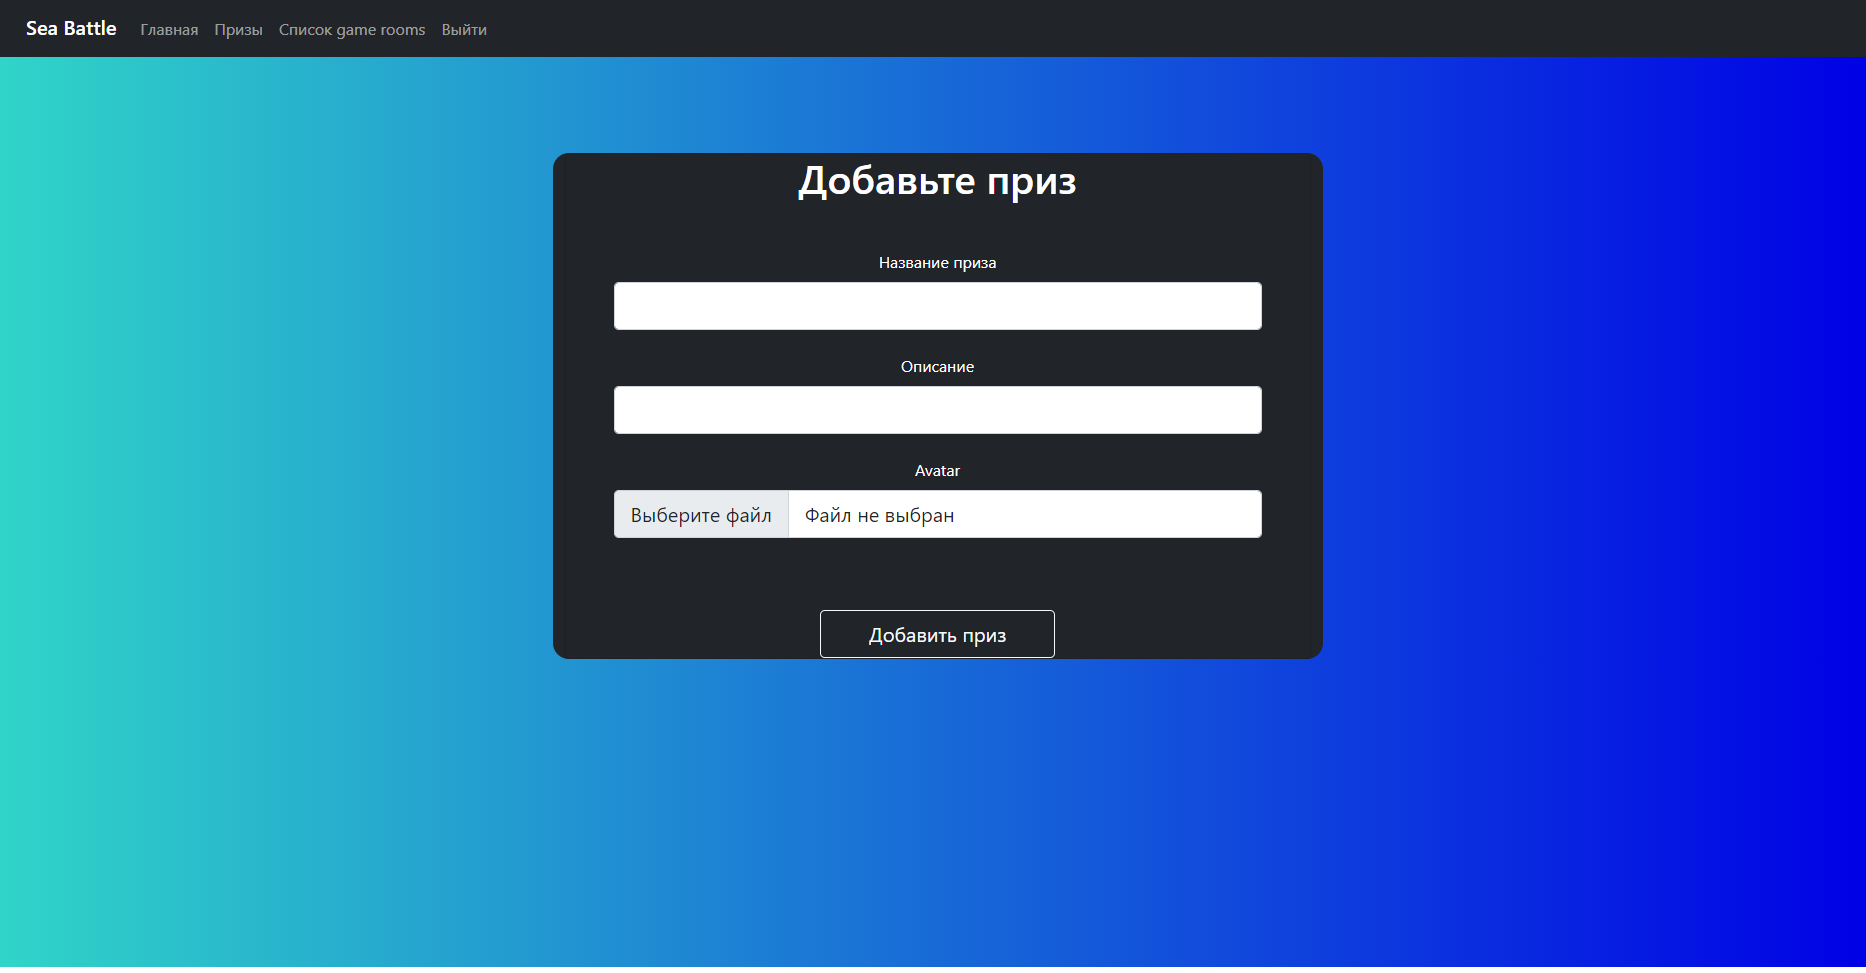 Sea Battle Главная Призы Список game rooms Выйти
Добавьте приз
Название приза
Описание
Avatar
Выберите файл Файл не выбран
Добавить приз